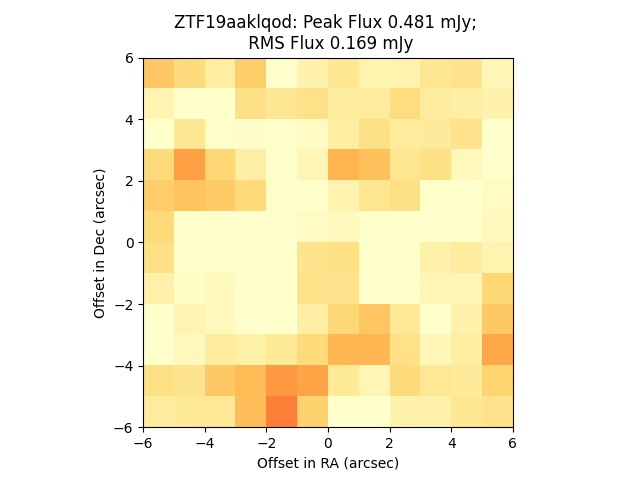 ZTF19aaklqod: Peak Flux 0.481 mJy;
RMS Flux 0.169 mJy
6
4
2
0
−2
−4
−6
Offset in Dec (arcsec)
−6 −4 −2 0 2 4 6
Offset in RA (arcsec)